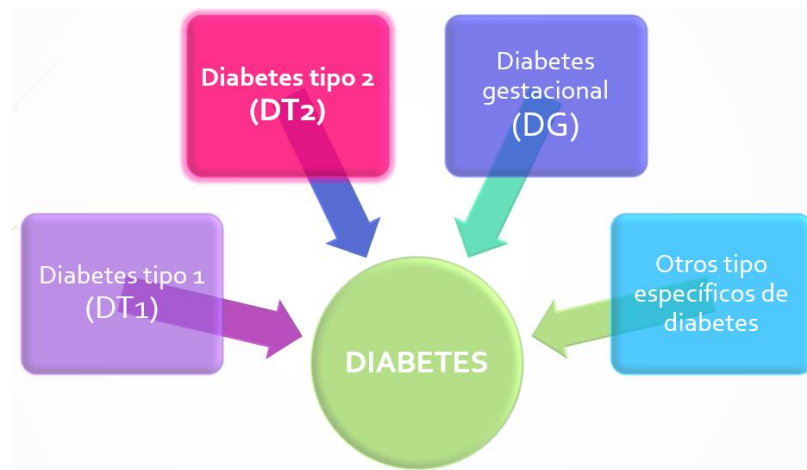 Diabetes tipo 2
(DT2)
Diabetes
gestacional
(DG)
Diabetes tipo 1
(DT1)
Otros tipo
específicos de
diabetes
DIABETES